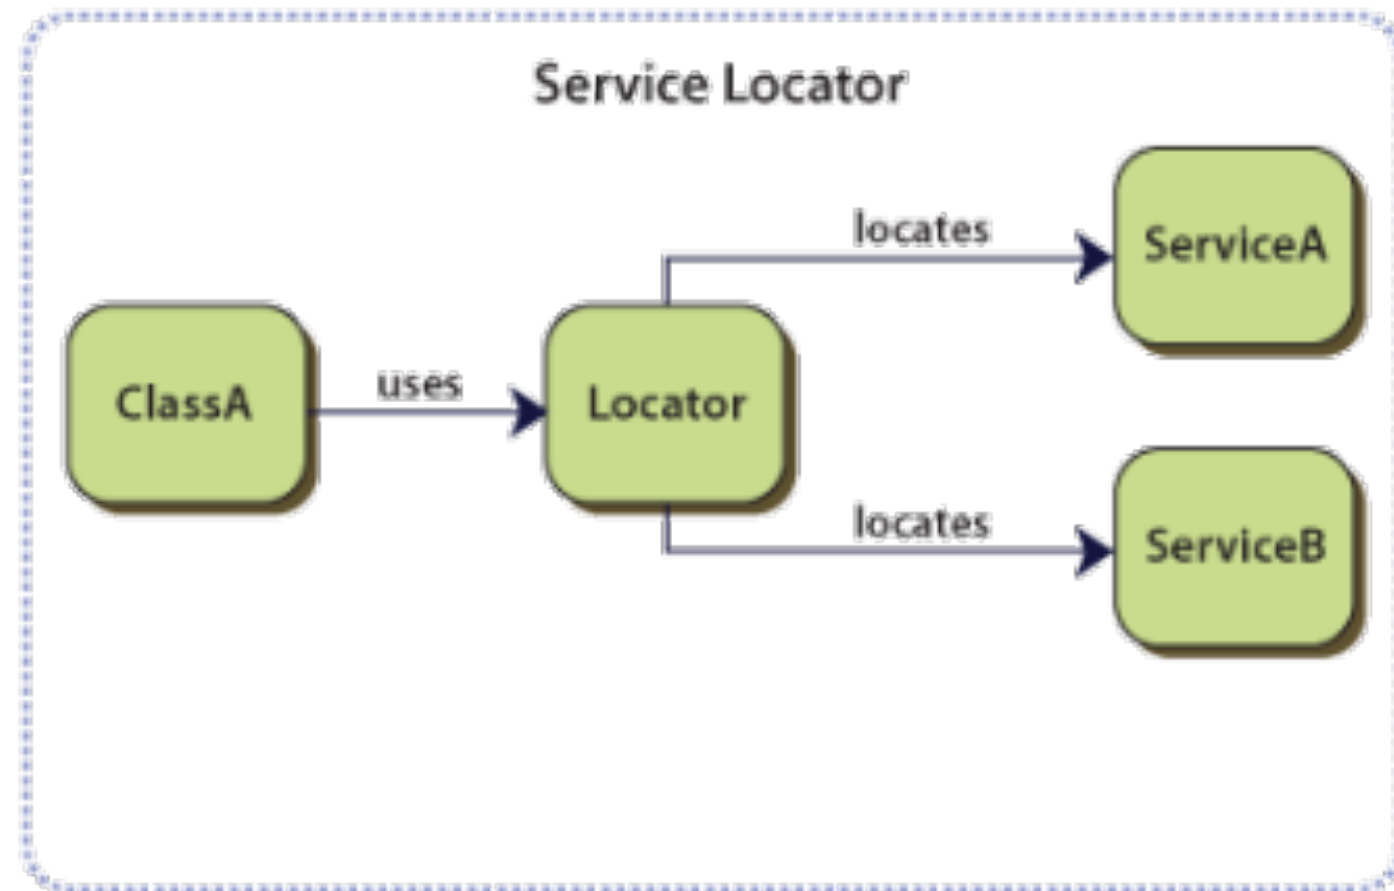 Service Locator
locates
ServiceA
uses
ClassA
Locator
locates
ServiceB